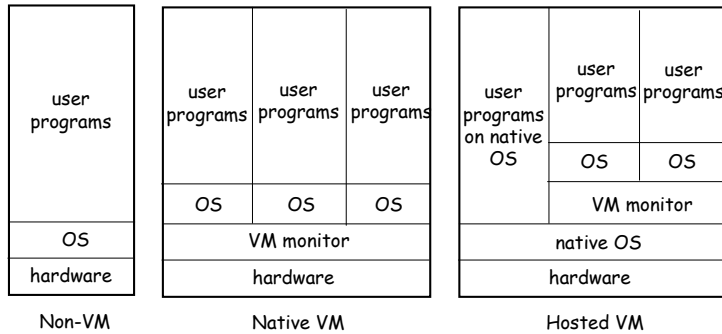 user
programs
OS
hardware
Non-VM
user
programs
user
programs
user
programs
OS
OS
OS
VM monitor
hardware
Native VM
user
programs
on native
OS
user
programs
user
programs
OS
OS
VM monitor
native OS
hardware
Hosted VM